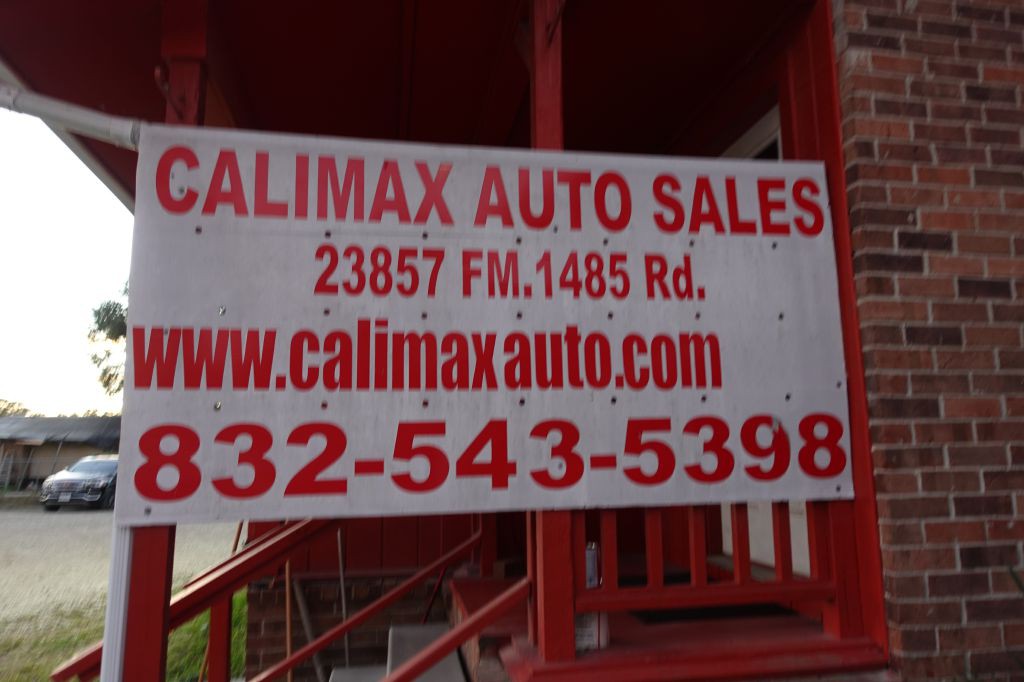 CALIMAX AUTO SALES
23857 FM.1485 Rd.
www.calimaxauto.com
832-543-5398